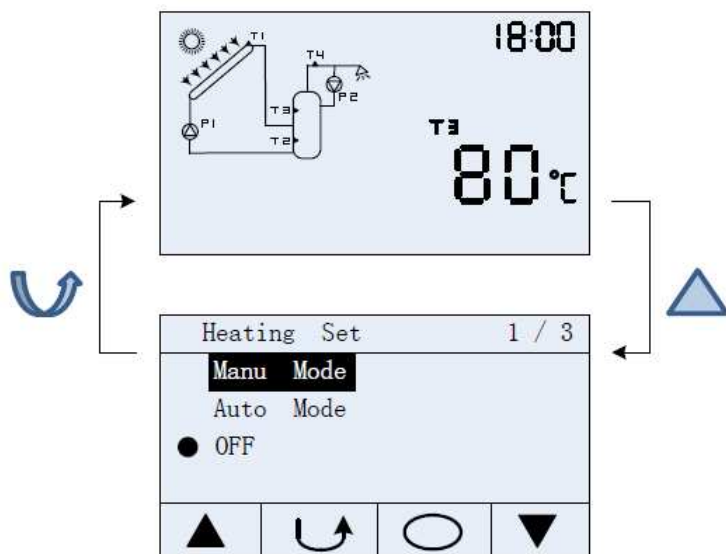 18:00
T1
T4
P2
T3
P1
T2
T3
80℃
Heating Set 1 / 3
Manu Mode
Auto Mode
OFF